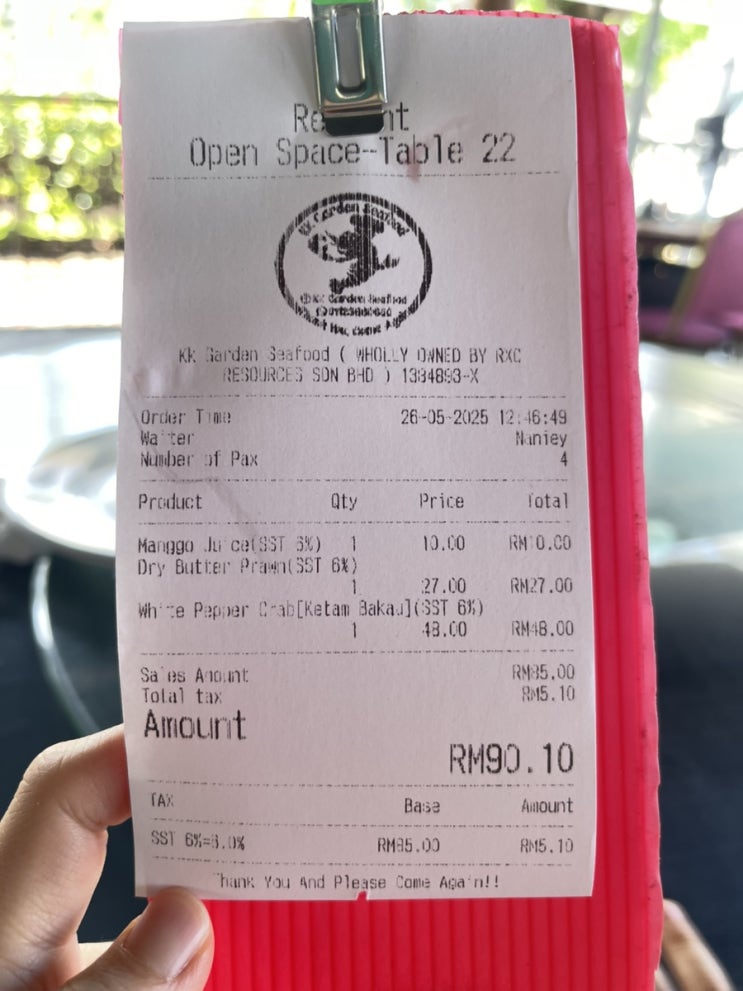 Open Space-Table 22
Kk Garden Seafood
Kk Garden Seafood ( WHOLLY OWNED BY RXC
RESOURCES SDN BHD ) 1384893-X
Order Time 26-05-2025 12:46:49
Waiter Naniey
Number of Pax 4
Product Qty Price Total
Manggo Juice(SST 6%) 1 10.00 RM10.00
Dry Butter Prawn(SST 6%)
1 27.00 RM27.00
White Pepper Crab[Ketam Bakau](SST 6%)
1 48.00 RM48.00
Sales Amount RM85.00
Total tax RM5.10
Amount
RM90.10
TAX Base Amount
SST 6%=6.0% RM85.00 RM5.10
Thank You And Please Come Again!!